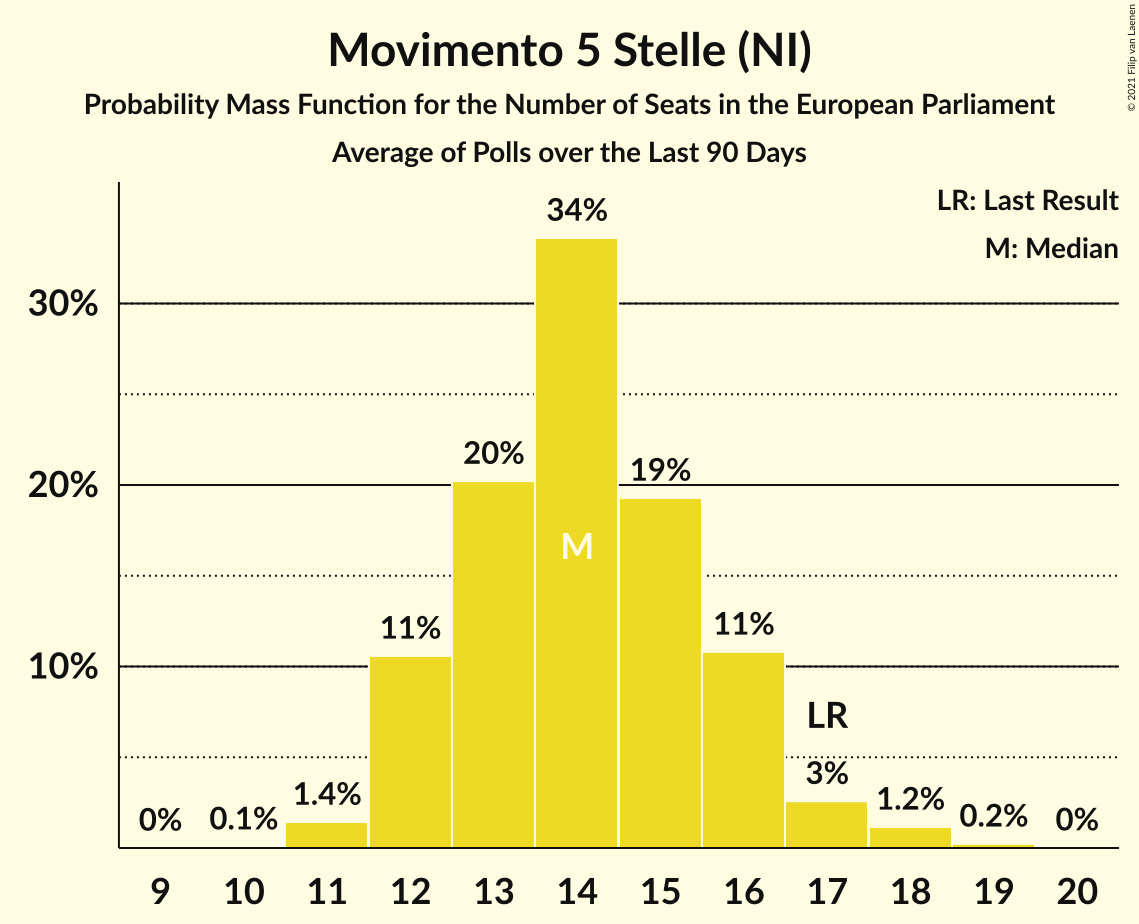 Movimento 5 Stelle (NI)
Probability Mass Function for the Number of Seats in the European Parliament
Average of Polls over the Last 90 Days
© 2021 Filip van Laenen
LR: Last Result
M: Median
34%
30%
20%
19%
20%
M
11%
11%
10%
LR
3%
1.4%
1.2%
0%
0.1%
0.2%
0%
9 10 11 12 13 14 15 16 17 18 19 20